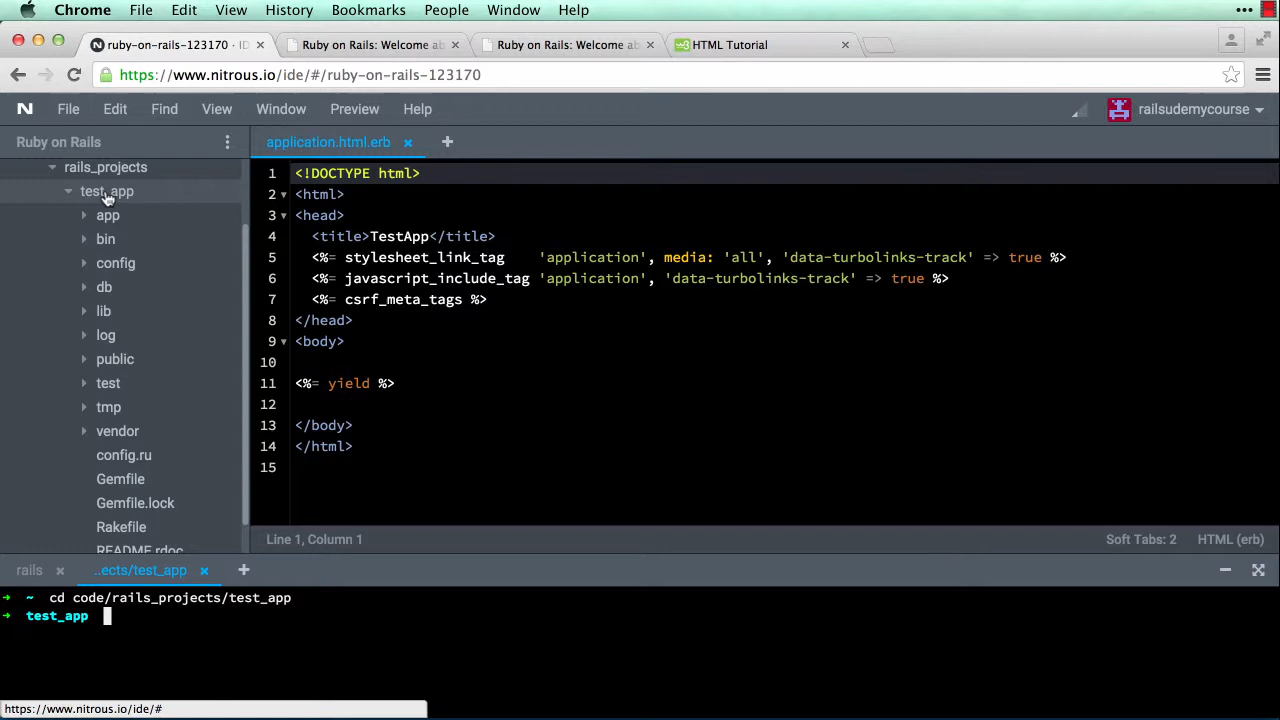 Chrome File Edit View History Bookmarks People Window Help
ruby-on-rails-123170 · ID
Ruby on Rails: Welcome ab
Ruby on Rails: Welcome ab
HTML Tutorial
https://www.nitrous.io/ide/#/ruby-on-rails-123170
N File Edit Find View Window Preview Help railsudemycourse
Ruby on Rails
application.html.erb
rails_projects
test_app
app
bin
config
db
lib
log
public
test
tmp
vendor
config.ru
Gemfile
Gemfile.lock
Rakefile
README.rdoc
1 <!DOCTYPE html>
2 <html>
3 <head>
4   <title>TestApp</title>
5   <%= stylesheet_link_tag    'application', media: 'all', 'data-turbolinks-track' => true %>
6   <%= javascript_include_tag 'application', 'data-turbolinks-track' => true %>
7   <%= csrf_meta_tags %>
8 </head>
9 <body>
10
11 <%= yield %>
12
13 </body>
14 </html>
15
Line 1, Column 1 Soft Tabs: 2 HTML (erb)
rails ..ects/test_app
~ cd code/rails_projects/test_app
test_app
https://www.nitrous.io/ide/#